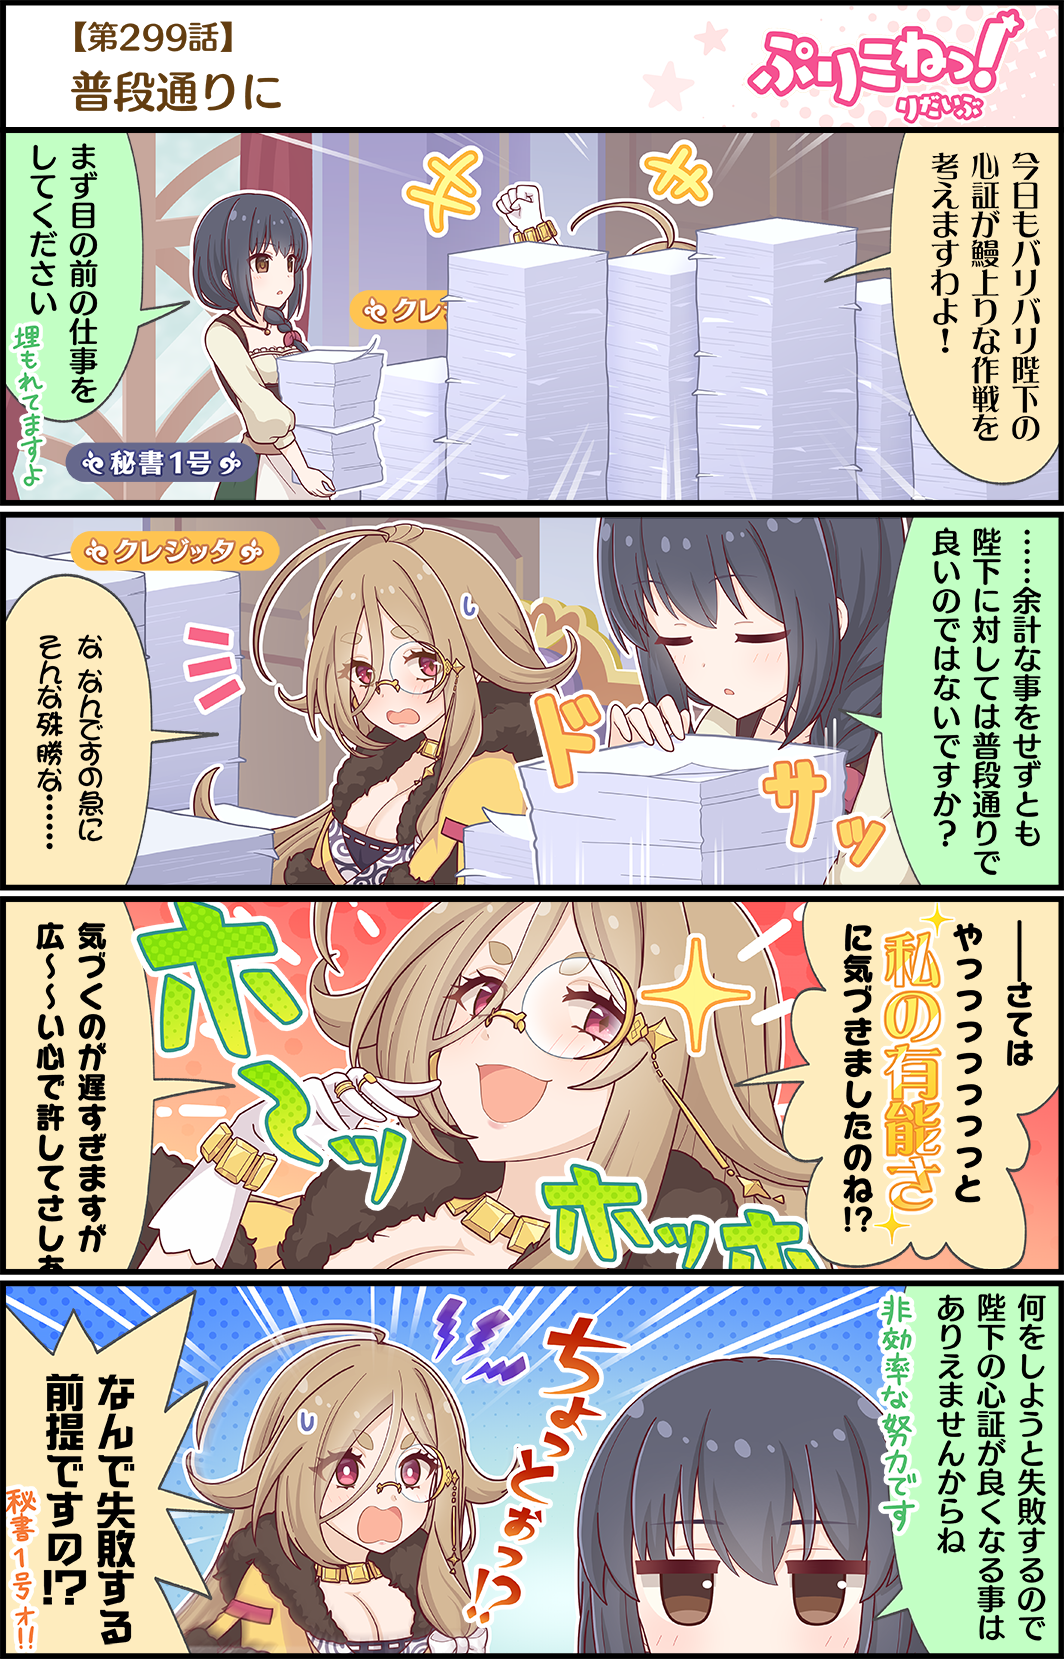 【第299話】
普段通りに
ぷりこねっ!
りだいぶ
今日もバリバリ陛下の
心証が鰻上りな作戦を
考えますわよ！
クレジ
まず目の前の仕事を
してください
埋もれてますよ
秘書1号
……余計な事をせずとも
陛下に対しては普段通りで
良いのではないですか？
ドサッ
クレジッタ
な なんですの急に
そんな殊勝な……
――さては
やっっっっっっっと
私の有能さ
に気づきましたのね!?
ホ〜ッ
ホッホ
気づくのが遅すぎますが
広〜〜い心で許してさしあ
何をしようと失敗するので
陛下の心証が良くなる事は
ありえませんからね
非効率な努力です
ちょっとぉっ!?
なんで失敗する
前提ですの!?
秘書1号ォ!!